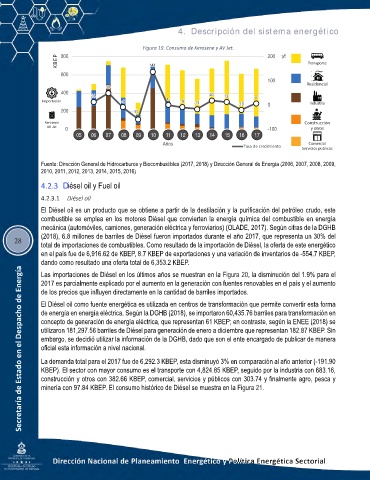 4. Descripción del sistema energético
Figura 19. Consumo de Kerosene y AV Jet.
KBEP
800
600
400
200
0
200
100
0
-100
%
05 06 07 08 09 10 11 12 13 14 15 16 17
Años
Tasa de crecimiento
Importación
Transporte
Residencial
Industria
Construcción y otros
Comercial Servicios públicos
Fuente: Dirección General de Hidrocarburos y Biocombustibles (2017, 2018) y Dirección General de Energía (2006, 2007, 2008, 2009,
2010, 2011, 2012, 2013, 2014, 2015, 2016).
4.2.3 Diésel oil y Fuel oil
4.2.3.1 Diésel oil
El Diésel oil es un producto que se obtiene a partir de la destilación y la purificación del petróleo crudo, este
combustible se emplea en los motores Diésel que convierten la energía química del combustible en energía
mecánica (automóviles, camiones, generación eléctrica y ferroviarios) (OLADE, 2017). Según cifras de la DGHB
(2018), 6.8 millones de barriles de Diésel fueron importados durante el año 2017, que representa un 30% del
total de importaciones de combustibles. Como resultado de la importación de Diésel, la oferta de este energético
en el país fue de 6,916.62 de KBEP, 8.7 KBEP de exportaciones y una variación de inventarios de -554.7 KBEP,
dando como resultado una oferta total de 6,353.2 KBEP.
Las importaciones de Diésel en los últimos años se muestran en la Figura 20, la disminución del 1.9% para el
2017 es parcialmente explicado por el aumento en la generación con fuentes renovables en el país y el aumento
de los precios que influyen directamente en la cantidad de barriles importados.
El Diésel oil como fuente energética es utilizada en centros de transformación que permite convertir esta forma
de energía en energía eléctrica. Según la DGHB (2018), se importaron 60,435.76 barriles para transformación en
concepto de generación de energía eléctrica, que representan 61 KBEP; en contraste, según la ENEE (2018) se
utilizaron 181,297.56 barriles de Diésel para generación de enero a diciembre que representan 182.87 KBEP. Sin
embargo, se decidió utilizar la información de la DGHB, dado que son el ente encargado de publicar de manera
oficial esta información a nivel nacional.
La demanda total para el 2017 fue de 6,292.3 KBEP, esta disminuyó 3% en comparación al año anterior (-191.90
KBEP). El sector con mayor consumo es el transporte con 4,824.85 KBEP, seguido por la industria con 683.16,
construcción y otros con 382.66 KBEP, comercial, servicios y públicos con 303.74 y finalmente agro, pesca y
minería con 97.84 KBEP. El consumo histórico de Diésel se muestra en la Figura 21.
28
Secretaría de Estado en el Despacho de Energía
Dirección Nacional de Planeamiento Energético y Política Energética Sectorial